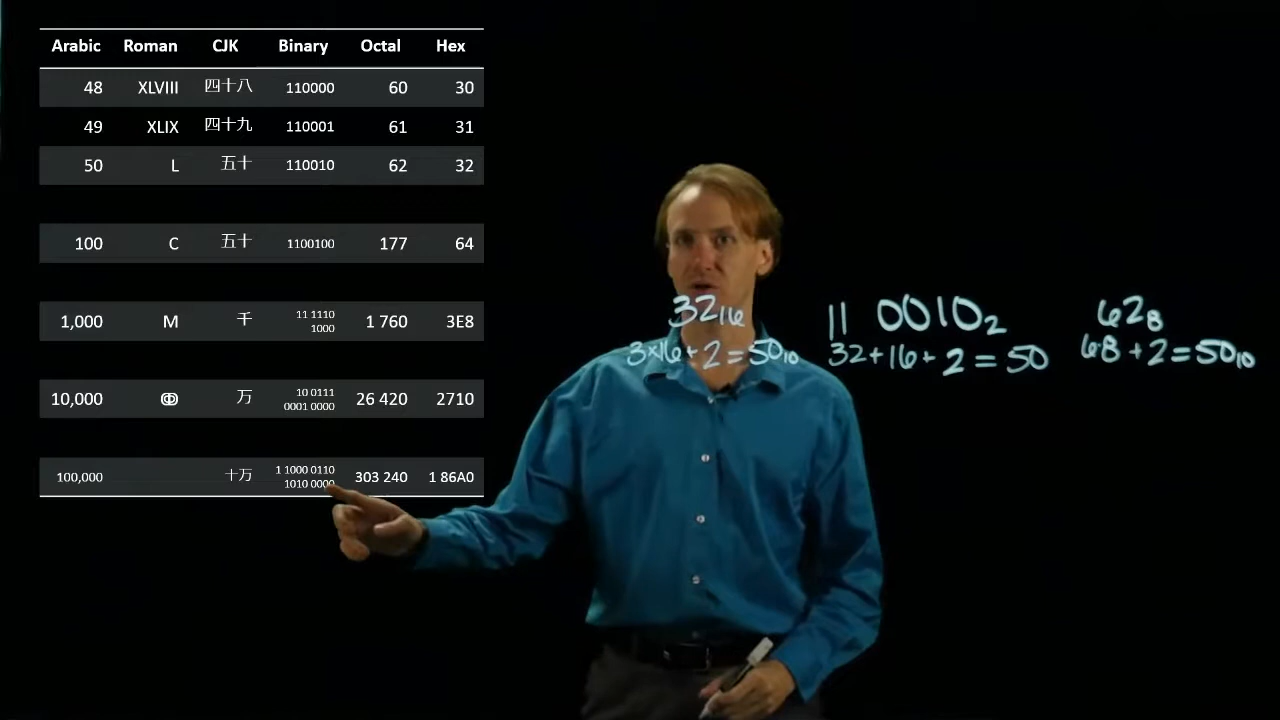 Arabic Roman CJK Binary Octal Hex
48 XLVIII 四十八 110000 60 30
49 XLIX 四十九 110001 61 31
50 L 五十 110010 62 32
100 C 五十 1100100 177 64
1,000 M 千 11 1110 1000 1 760 3E8
10,000 ↂ 万 10 0111 0001 0000 26 420 2710
100,000 十万 1 1000 0110 1010 0000 303 240 1 86A0
32₁₆ 11 0010₂ 62₈
3×16+2=50₁₀ 32+16+2=50 6·8+2=50₁₀